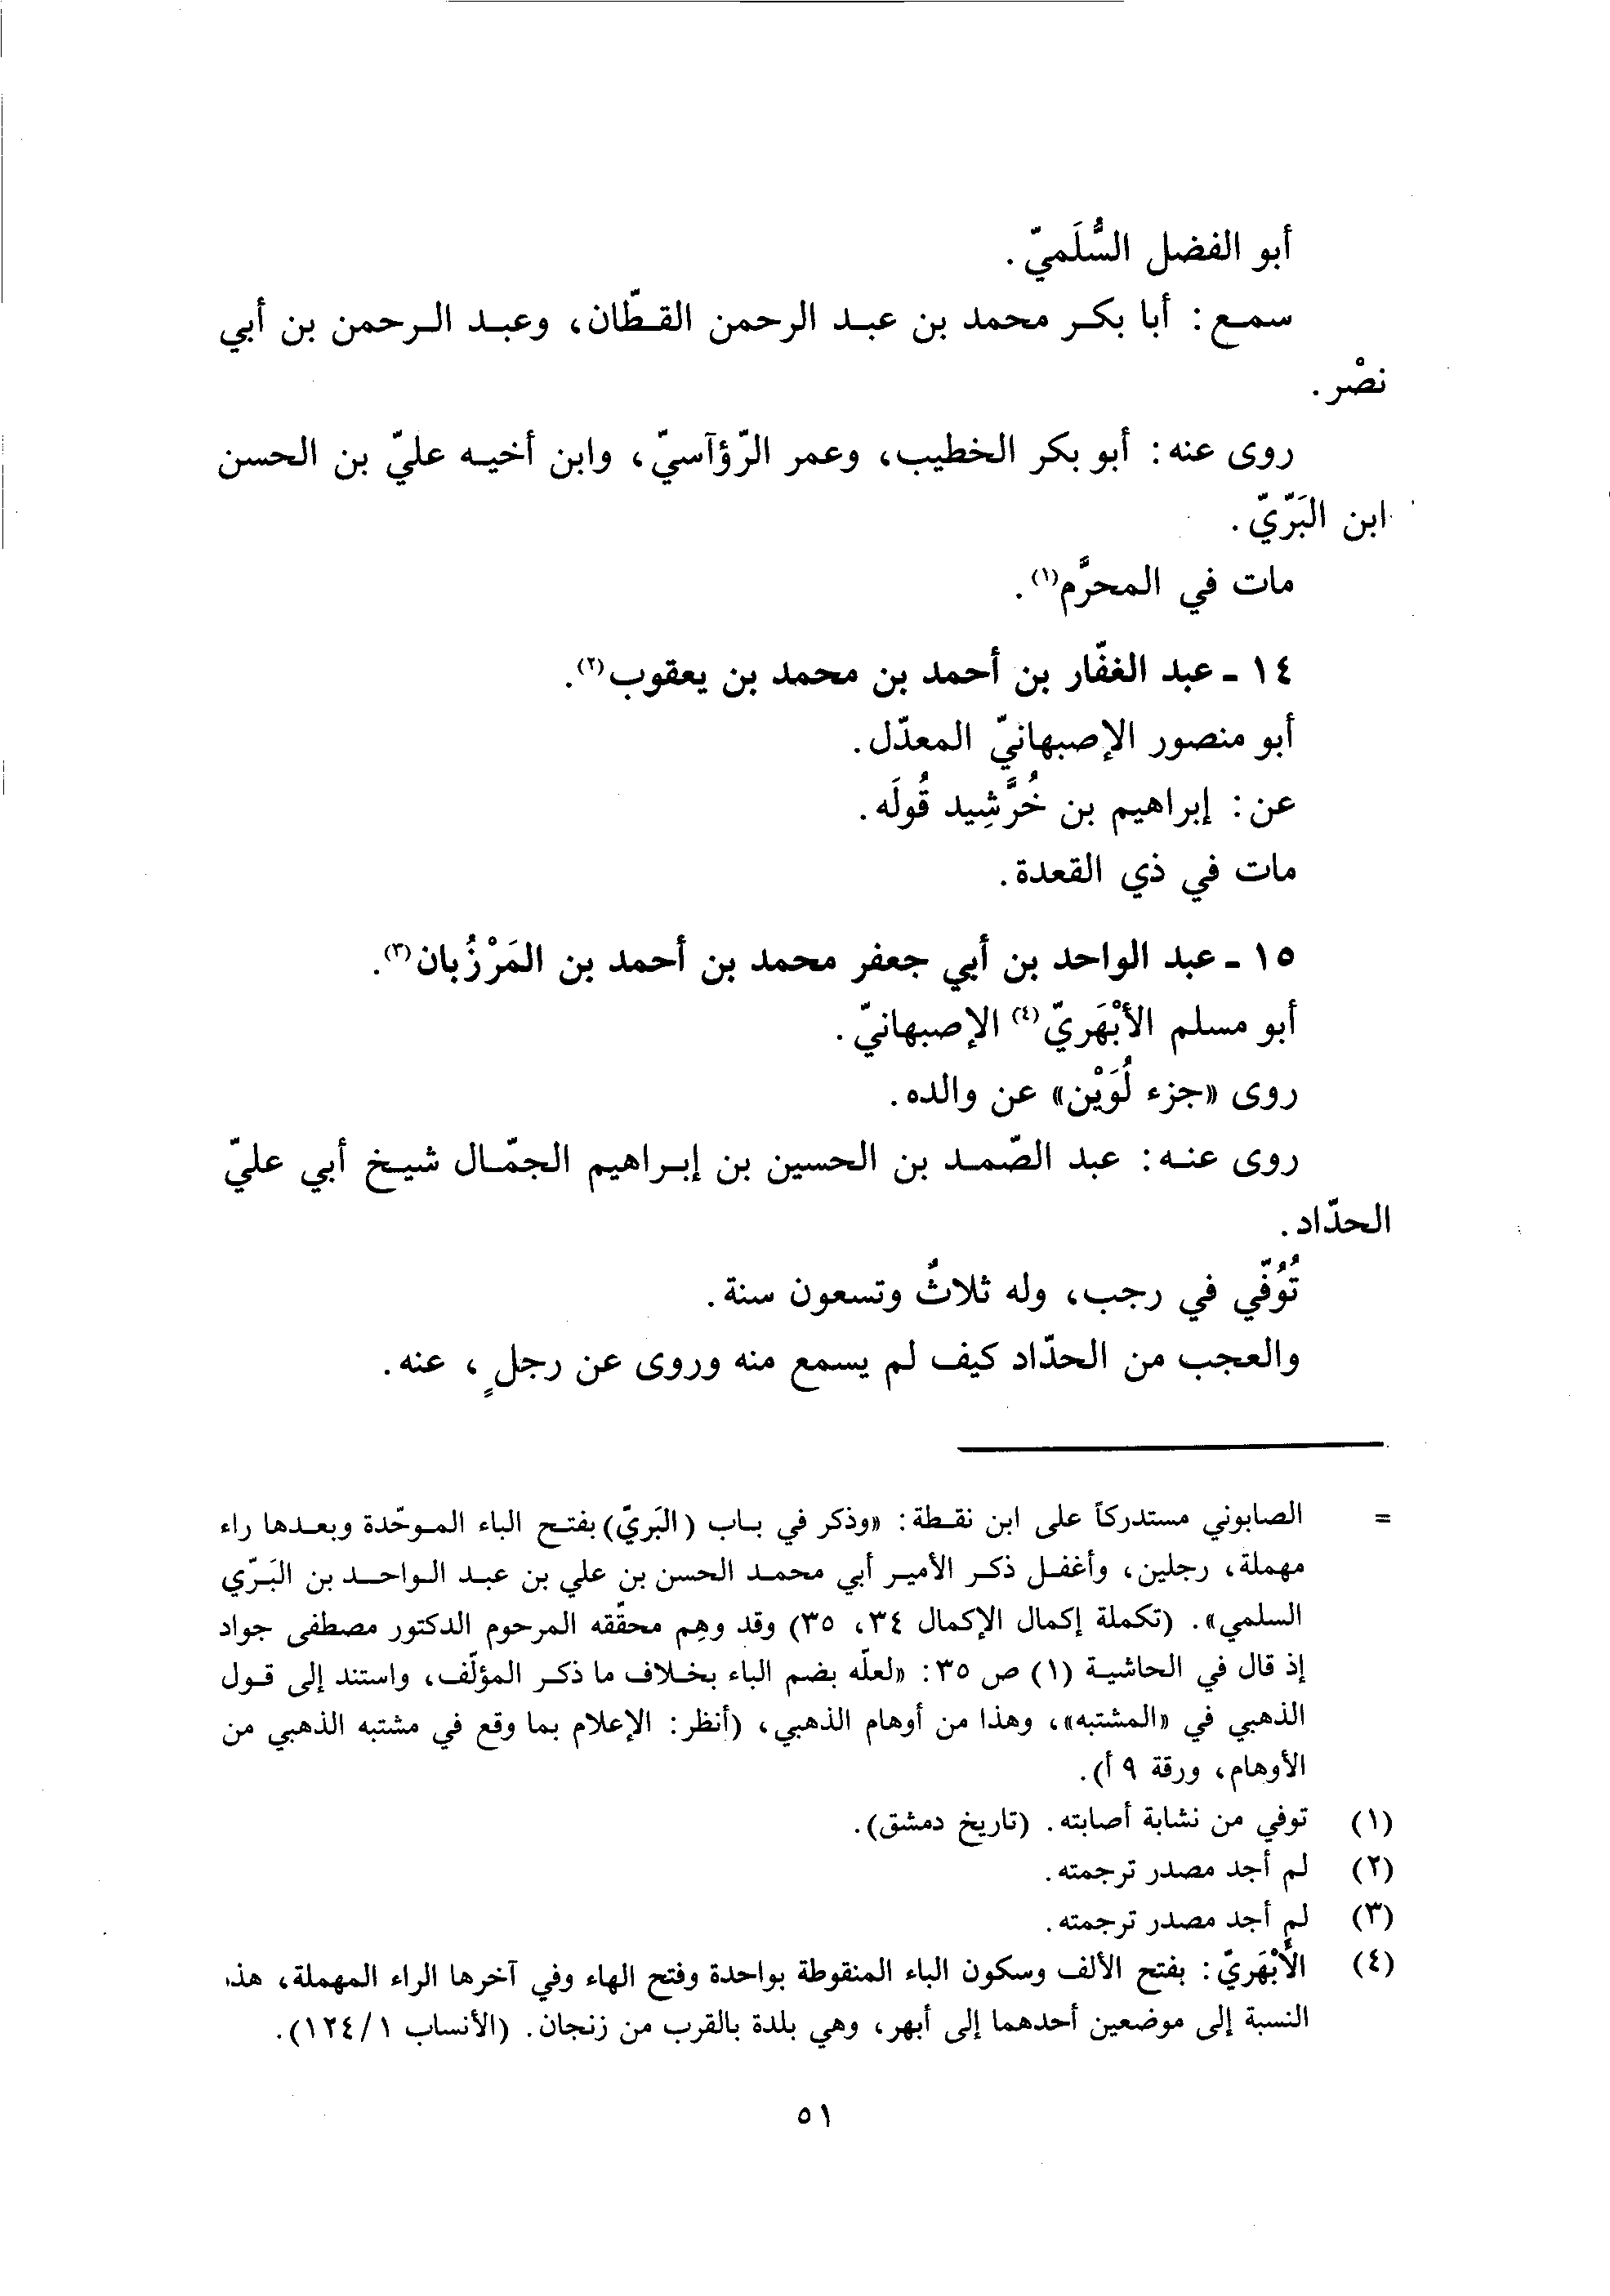 أبو الفضل السُّلَميّ.
سمع: أبا بكر محمد بن عبد الرحمن القطّان، وعبد الرحمن بن أبي
نصْر.
روى عنه: أبو بكر الخطيب، وعمر الرّؤآسيّ، وابن أخيه عليّ بن الحسن
ابن البَرّيّ.
مات في المحرَّم(١).
١٤ - عبد الغفّار بن أحمد بن محمد بن يعقوب(٢).
أبو منصور الإصبهانيّ المعدّل.
عن: إبراهيم بن خُرَّشِيد قُولَه.
مات في ذي القعدة.
١٥ - عبد الواحد بن أبي جعفر محمد بن أحمد بن المَرْزُبان(٣).
أبو مسلم الأبْهَريّ(٤) الإصبهانيّ.
روى «جزء لُوَيْن» عن والده.
روى عنه: عبد الصّمد بن الحسين بن إبراهيم الجمّال شيخ أبي عليّ
الحدّاد.
تُوُفّي في رجب، وله ثلاثٌ وتسعون سنة.
والعجب من الحدّاد كيف لم يسمع منه وروى عن رجلٍ، عنه.
= الصابوني مستدركاً على ابن نقطة: «وذكر في باب (البَريّ) بفتح الباء الموحّدة وبعدها راء
مهملة، رجلين، وأغفل ذكر الأمير أبي محمد الحسن بن علي بن عبد الواحد بن البَرّي
السلمي». (تكملة إكمال الإكمال ٣٤، ٣٥) وقد وهِم محقّقه المرحوم الدكتور مصطفى جواد
إذ قال في الحاشية (١) ص ٣٥: «لعلّه بضم الباء بخلاف ما ذكر المؤلّف، واستند إلى قول
الذهبي في «المشتبه»، وهذا من أوهام الذهبي، (أنظر: الإعلام بما وقع في مشتبه الذهبي من
الأوهام، ورقة ٩ أ).
(١) توفي من نشابة أصابته. (تاريخ دمشق).
(٢) لم أجد مصدر ترجمته.
(٣) لم أجد مصدر ترجمته.
(٤) الأَبْهَريّ: بفتح الألف وسكون الباء المنقوطة بواحدة وفتح الهاء وفي آخرها الراء المهملة، هذه
النسبة إلى موضعين أحدهما إلى أبهر، وهي بلدة بالقرب من زنجان. (الأنساب ١/ ١٢٤).
٥١